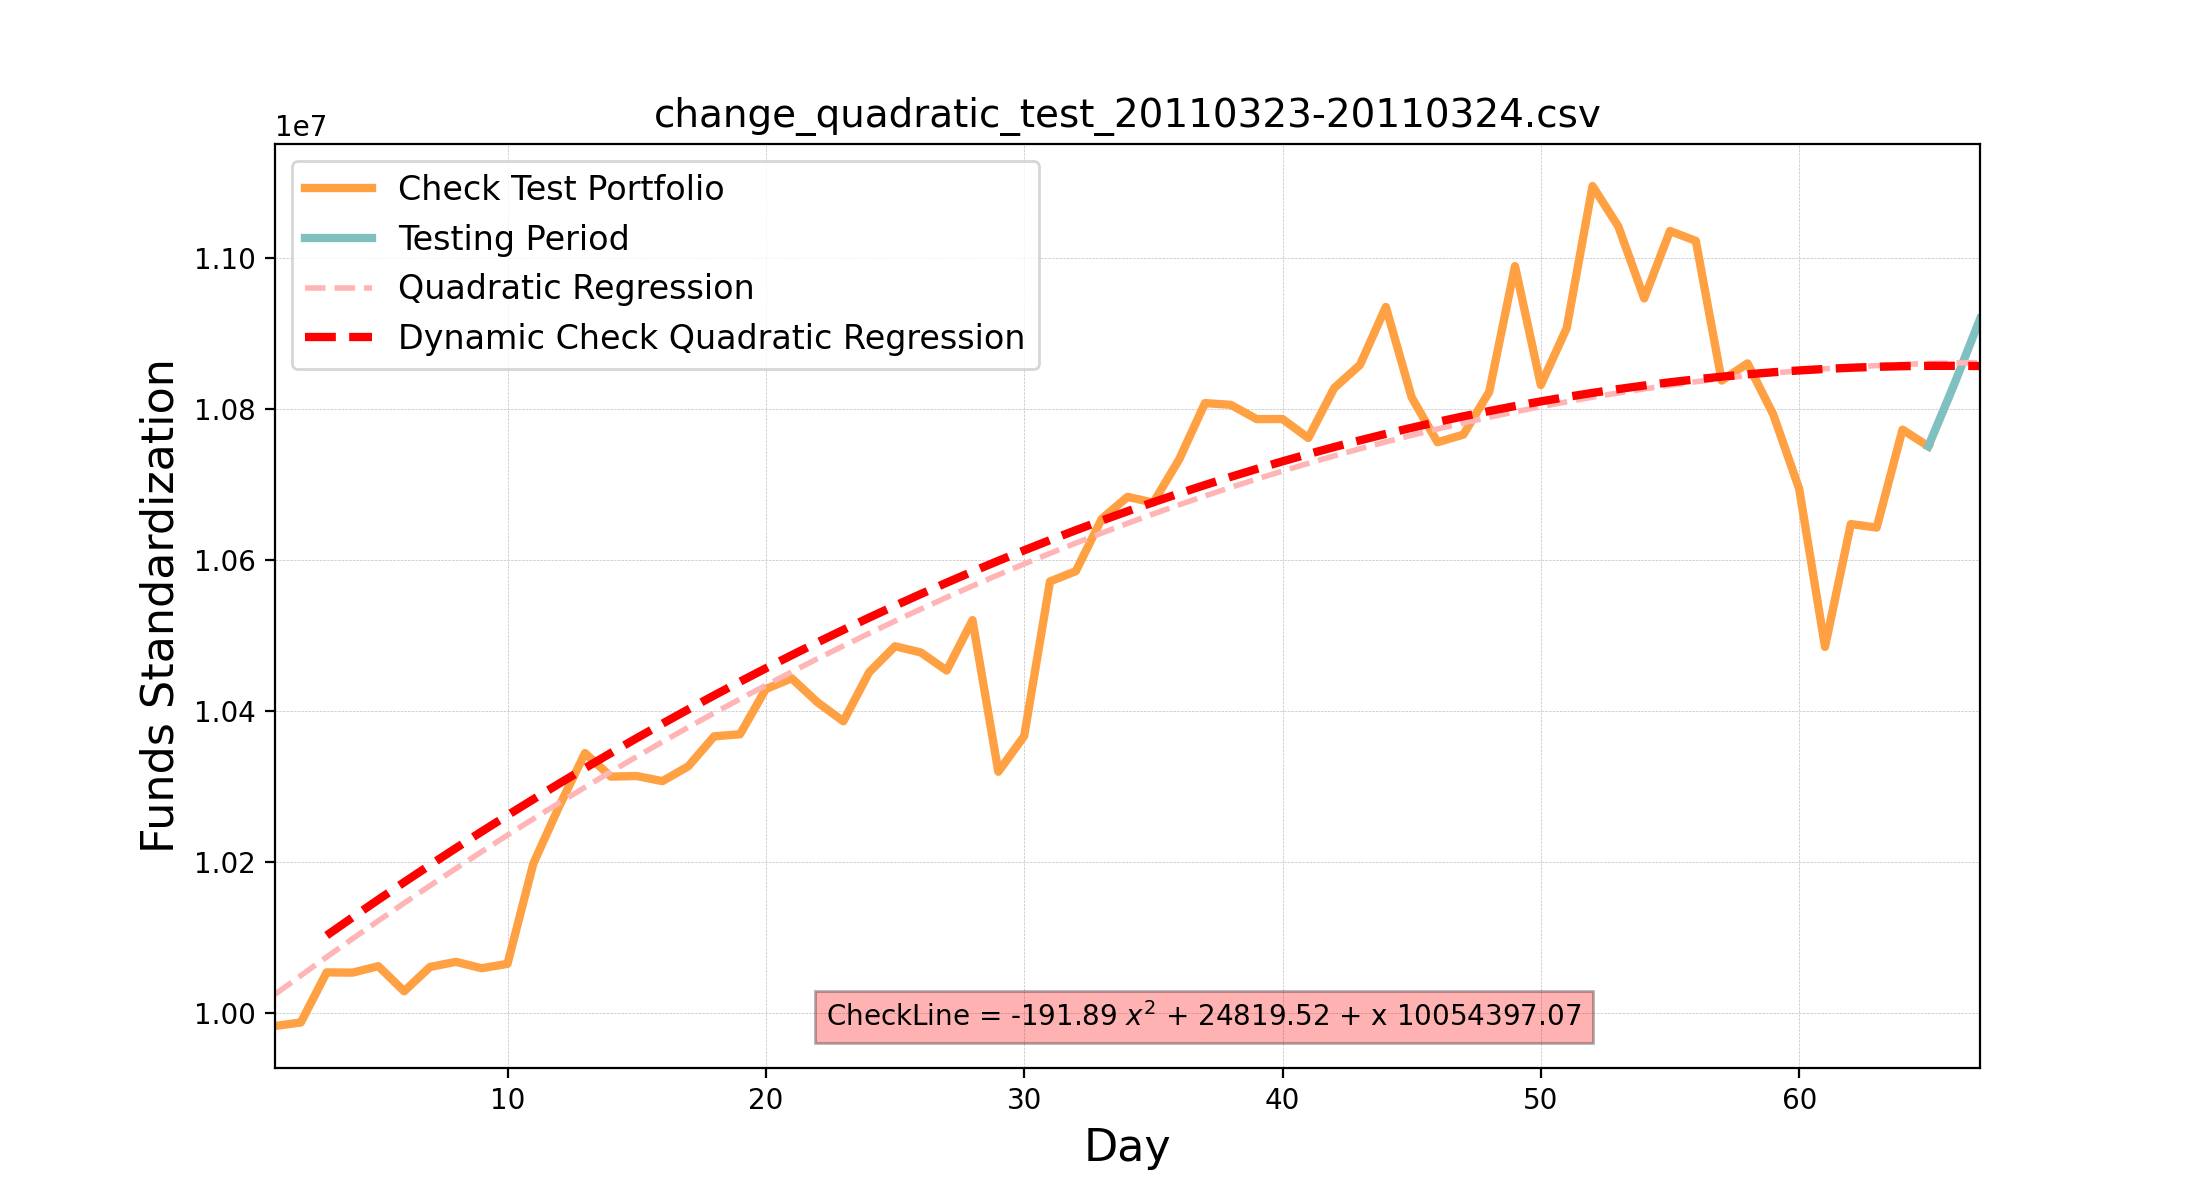 change_quadratic_test_20110323-20110324.csv
1e7
Check Test Portfolio
Testing Period
Quadratic Regression
Dynamic Check Quadratic Regression
Funds Standardization
1.10
1.08
1.06
1.04
1.02
1.00
CheckLine = -191.89 x² + 24819.52 + x 10054397.07
10 20 30 40 50 60
Day